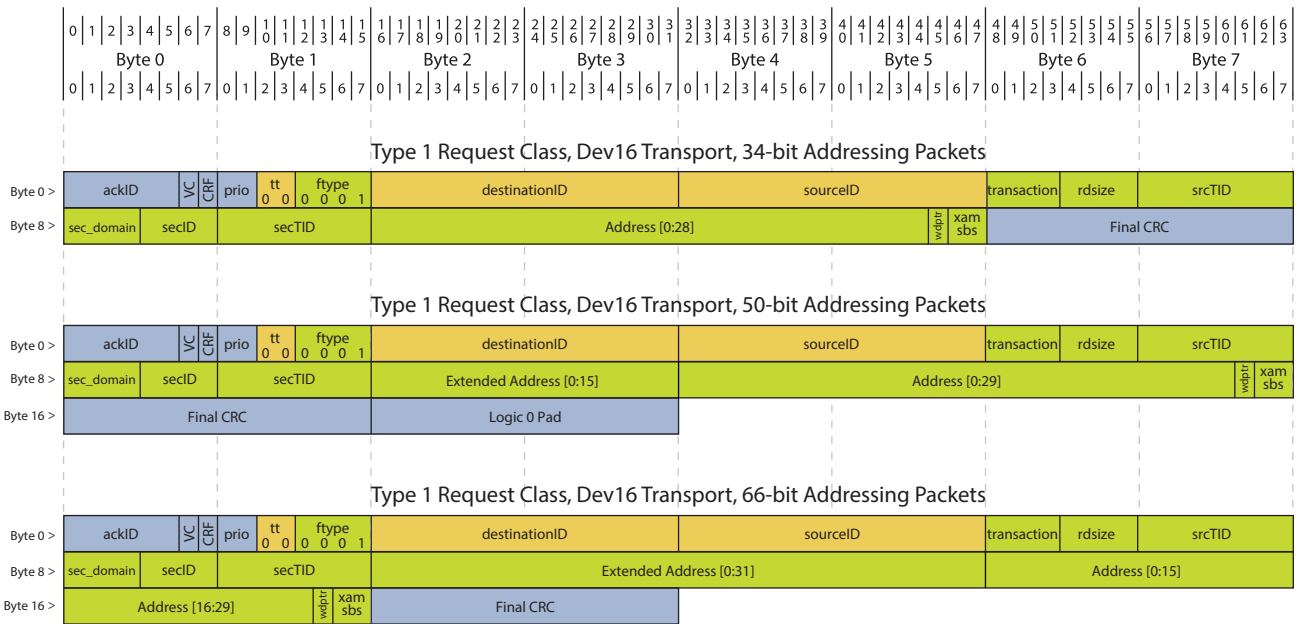 0 1 2 3 4 5 6 7 8 9 10 11 12 13 14 15 16 17 18 19 20 21 22 23 24 25 26 27 28 29 30 31 32 33 34 35 36 37 38 39 40 41 42 43 44 45 46 47 48 49 50 51 52 53 54 55 56 57 58 59 60 61 62 63
Byte 0 Byte 1 Byte 2 Byte 3 Byte 4 Byte 5 Byte 6 Byte 7
0 1 2 3 4 5 6 7 0 1 2 3 4 5 6 7 0 1 2 3 4 5 6 7 0 1 2 3 4 5 6 7 0 1 2 3 4 5 6 7 0 1 2 3 4 5 6 7 0 1 2 3 4 5 6 7 0 1 2 3 4 5 6 7
Type 1 Request Class, Dev16 Transport, 34-bit Addressing Packets
Byte 0 > ackID VC CRF prio tt 0 0 ftype 0 0 0 1 destinationID sourceID transaction rdsize srcTID
Byte 8 > sec_domain secID secTID Address [0:28] wdptr xam sbs Final CRC
Type 1 Request Class, Dev16 Transport, 50-bit Addressing Packets
Byte 0 > ackID VC CRF prio tt 0 0 ftype 0 0 0 1 destinationID sourceID transaction rdsize srcTID
Byte 8 > sec_domain secID secTID Extended Address [0:15] Address [0:29] wdptr xam sbs
Byte 16 > Final CRC Logic 0 Pad
Type 1 Request Class, Dev16 Transport, 66-bit Addressing Packets
Byte 0 > ackID VC CRF prio tt 0 0 ftype 0 0 0 1 destinationID sourceID transaction rdsize srcTID
Byte 8 > sec_domain secID secTID Extended Address [0:31] Address [0:15]
Byte 16 > Address [16:29] wdptr xam sbs Final CRC